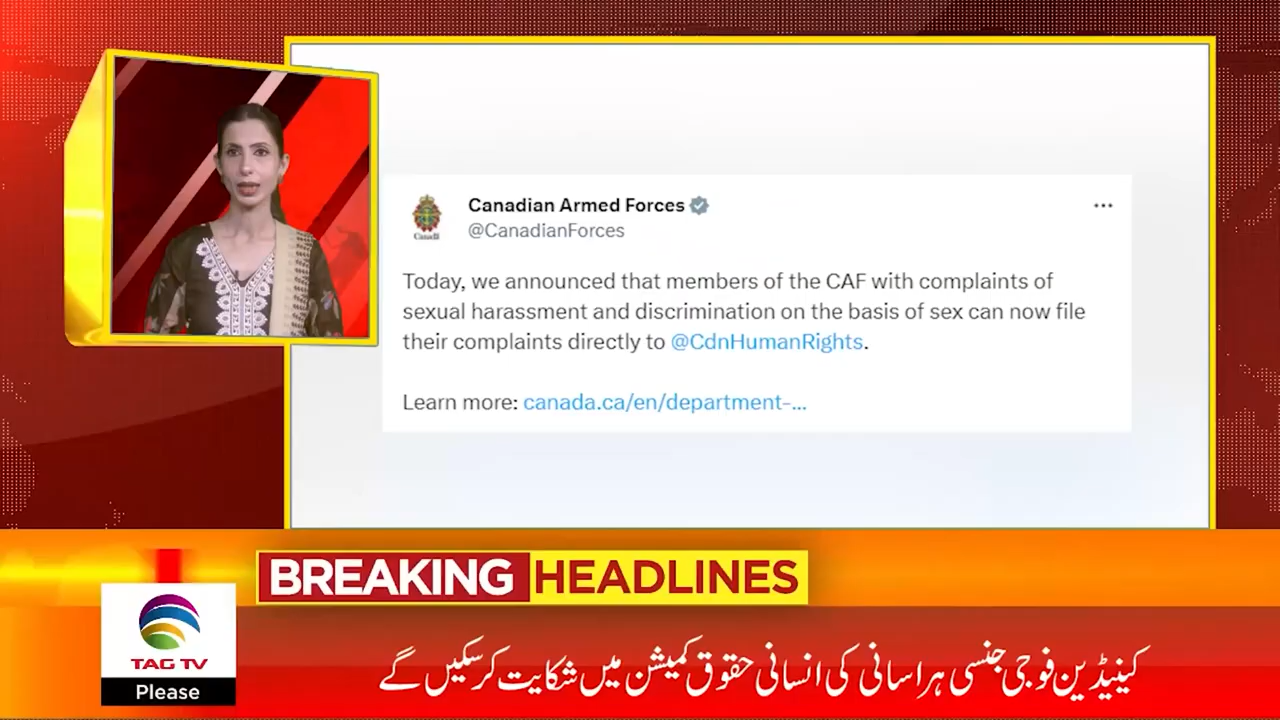 Canadian Armed Forces
@CanadianForces
...
Today, we announced that members of the CAF with complaints of
sexual harassment and discrimination on the basis of sex can now file
their complaints directly to @CdnHumanRights.
Learn more: canada.ca/en/department-...
Canada
BREAKING HEADLINES
TAG TV
Please
کینیڈین فوجی جنسی ہراسانی کی انسانی حقوق کمیشن میں شکایت کرسکیں گے